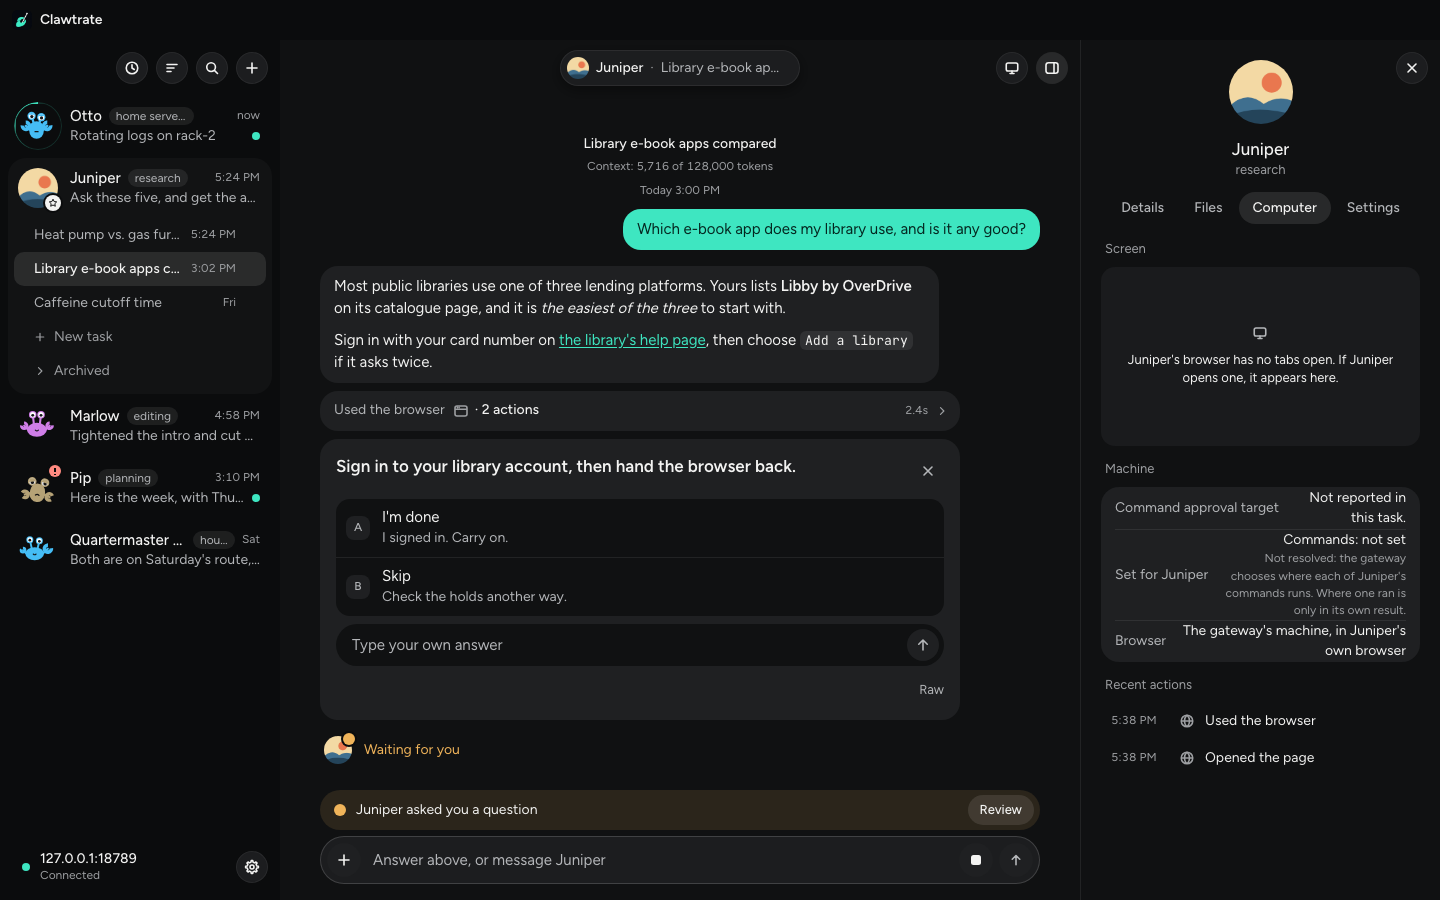 Clawtrate
Otto home serve... now
Rotating logs on rack-2
Juniper research 5:24 PM
Ask these five, and get the a...
Heat pump vs. gas fur... 5:24 PM
Library e-book apps c... 3:02 PM
Caffeine cutoff time Fri
+ New task
Archived
Marlow editing 4:58 PM
Tightened the intro and cut ...
Pip planning 3:10 PM
Here is the week, with Thu...
Quartermaster ... hou... Sat
Both are on Saturday's route,...
127.0.0.1:18789
Connected
Juniper · Library e-book ap...
Library e-book apps compared
Context: 5,716 of 128,000 tokens
Today 3:00 PM
Which e-book app does my library use, and is it any good?
Most public libraries use one of three lending platforms. Yours lists Libby by OverDrive
on its catalogue page, and it is the easiest of the three to start with.
Sign in with your card number on the library's help page, then choose Add a library
if it asks twice.
Used the browser · 2 actions 2.4s
Sign in to your library account, then hand the browser back.
A I'm done
I signed in. Carry on.
B Skip
Check the holds another way.
Type your own answer
Raw
Waiting for you
Juniper asked you a question Review
Answer above, or message Juniper
Juniper
research
Details Files Computer Settings
Screen
Juniper's browser has no tabs open. If Juniper
opens one, it appears here.
Machine
Command approval target Not reported in
this task.
Set for Juniper Commands: not set
Not resolved: the gateway
chooses where each of Juniper's
commands runs. Where one ran is
only in its own result.
Browser The gateway's machine, in Juniper's
own browser
Recent actions
5:38 PM Used the browser
5:38 PM Opened the page